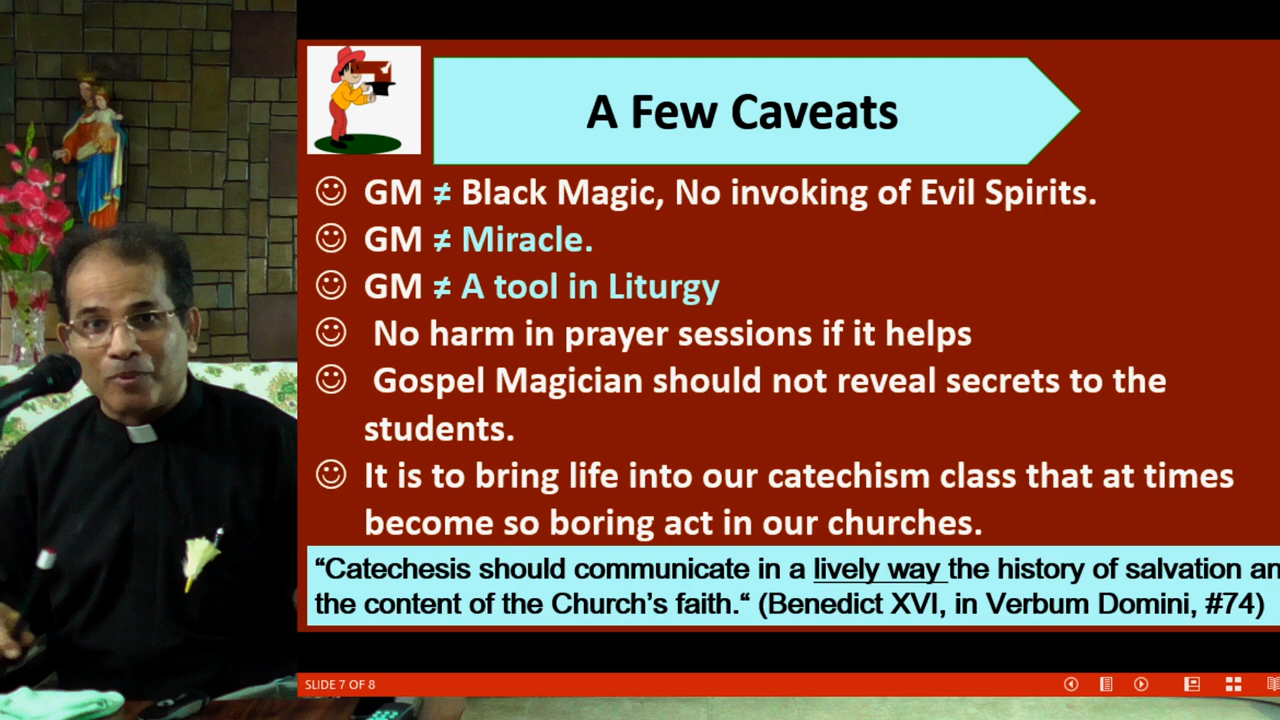 A Few Caveats
GM ≠ Black Magic, No invoking of Evil Spirits.
GM ≠ Miracle.
GM ≠ A tool in Liturgy
No harm in prayer sessions if it helps
Gospel Magician should not reveal secrets to the
students.
It is to bring life into our catechism class that at times
become so boring act in our churches.
“Catechesis should communicate in a lively way the history of salvation an
the content of the Church’s faith.“ (Benedict XVI, in Verbum Domini, #74)
SLIDE 7 OF 8